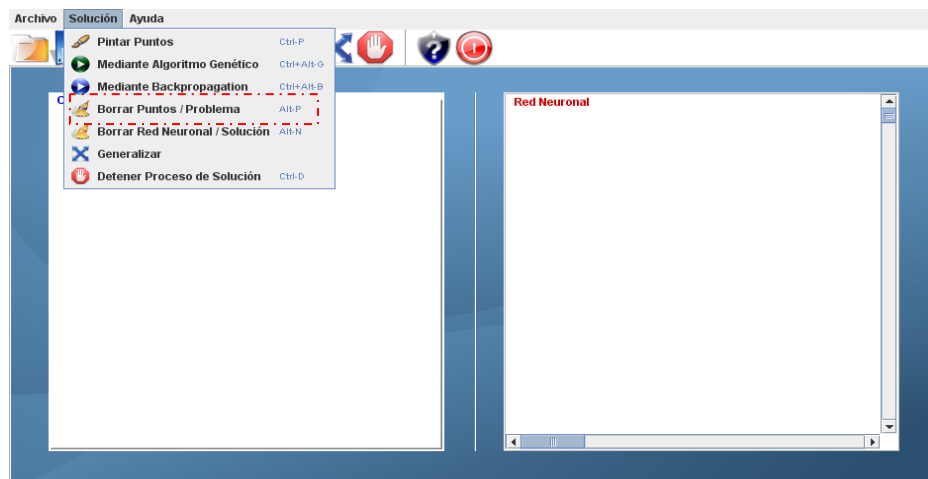 Archivo Solución Ayuda
Pintar Puntos Ctrl-P
Mediante Algoritmo Genético Ctrl+Alt-G
Mediante Backpropagation Ctrl+Alt-B
Borrar Puntos / Problema Alt-P
Borrar Red Neuronal / Solución Alt-N
Generalizar
Detener Proceso de Solución Ctrl-D
Red Neuronal